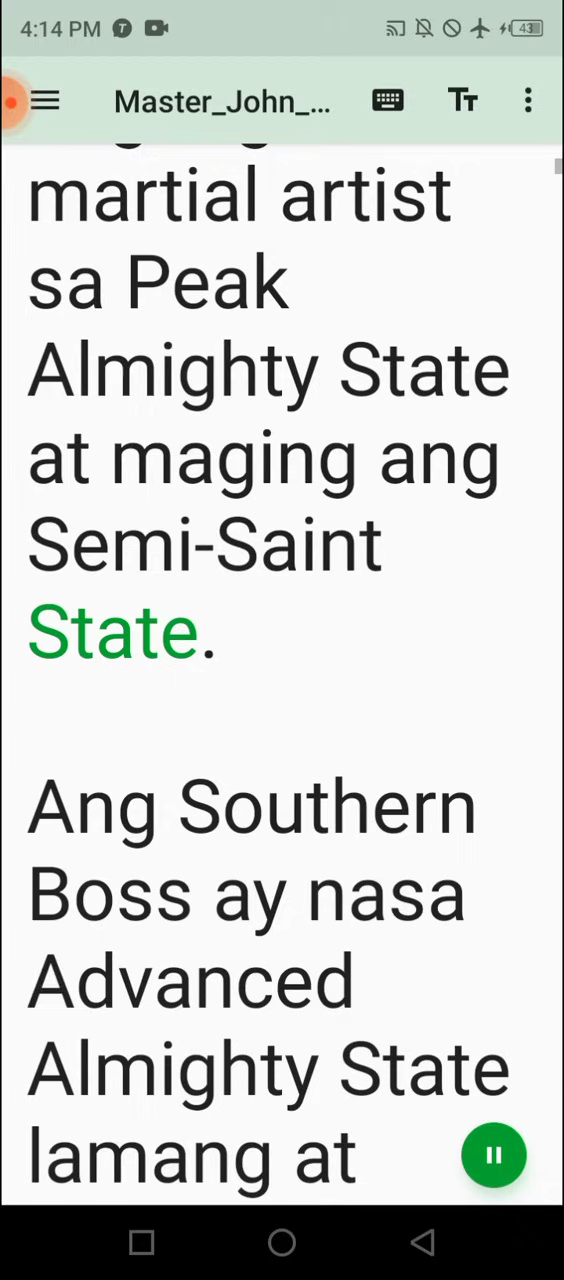 4:14 PM
43
Master_John_...
martial artist
sa Peak
Almighty State
at maging ang
Semi-Saint
State.
Ang Southern
Boss ay nasa
Advanced
Almighty State
lamang at